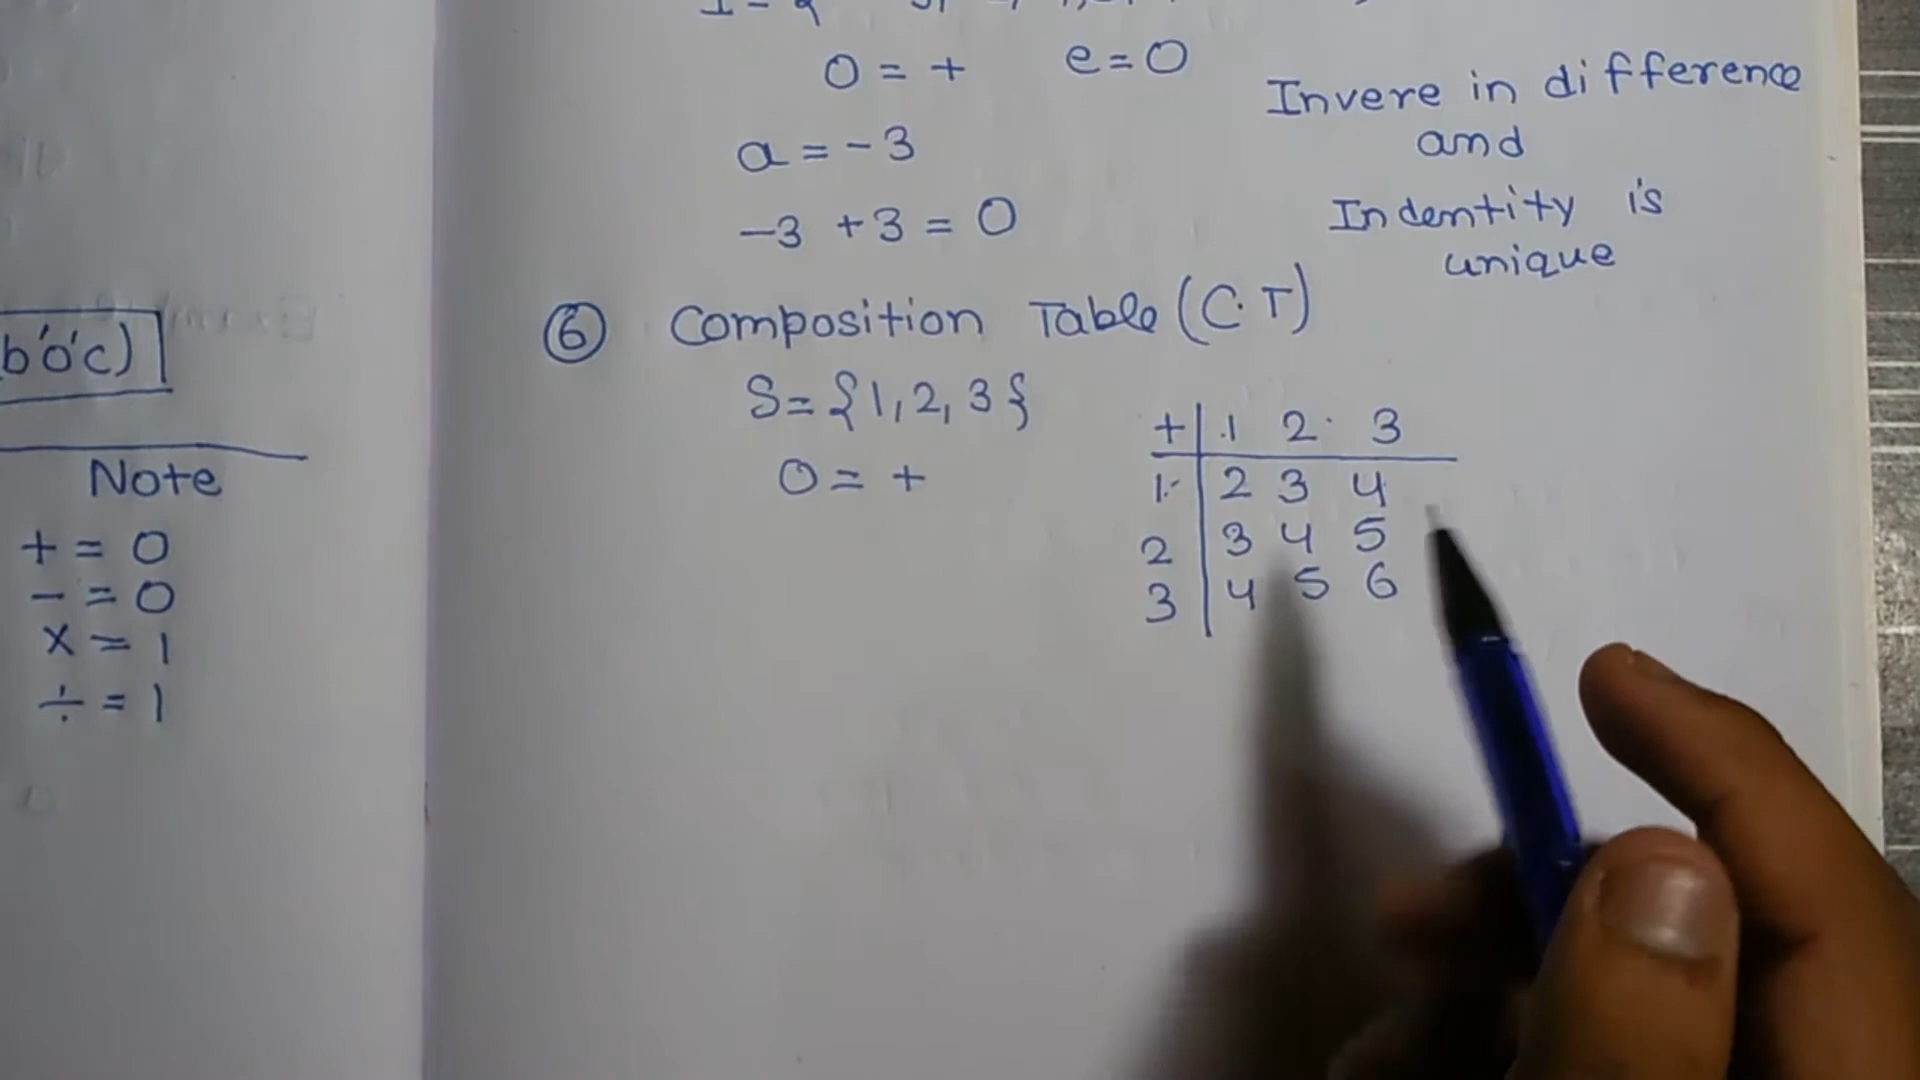 b'o'c)
Note
+ = 0
- = 0
× = 1
÷ = 1
0 = + e = 0
a = -3
-3 + 3 = 0
Invere in difference
and
Indentity is
unique
⑥ Composition Table (C.T)
S = {1, 2, 3}
0 = +
+ | 1 2 3
1 | 2 3 4
2 | 3 4 5
3 | 4 5 6